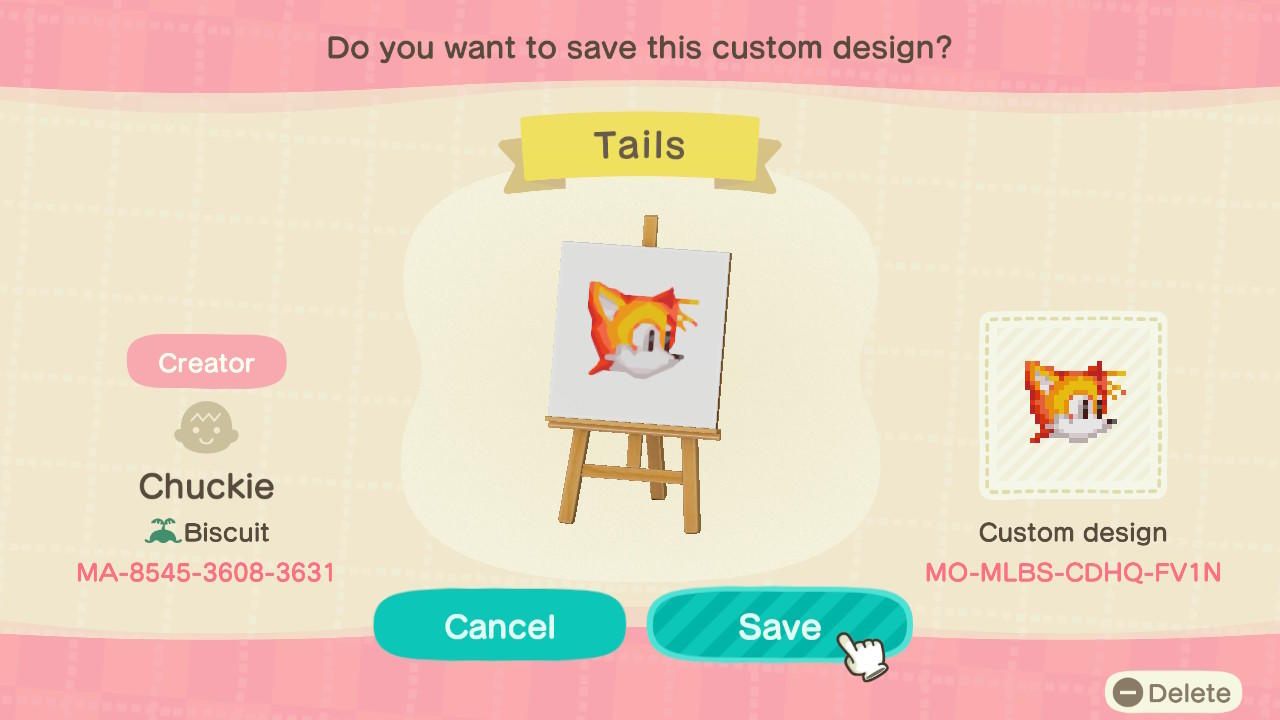 Do you want to save this custom design?
Tails
Creator
Chuckie
Biscuit
MA-8545-3608-3631
Custom design
MO-MLBS-CDHQ-FV1N
Cancel
Save
Delete